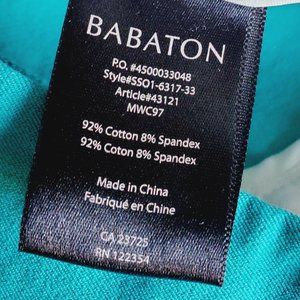 BABATON
P.O. #4500033048
Style#SSO1-6317-33
Article#43121
MWC97
92% Cotton 8% Spandex
92% Coton 8% Spandex
Made in China
Fabriqué en Chine
CA 23725
RN 122354